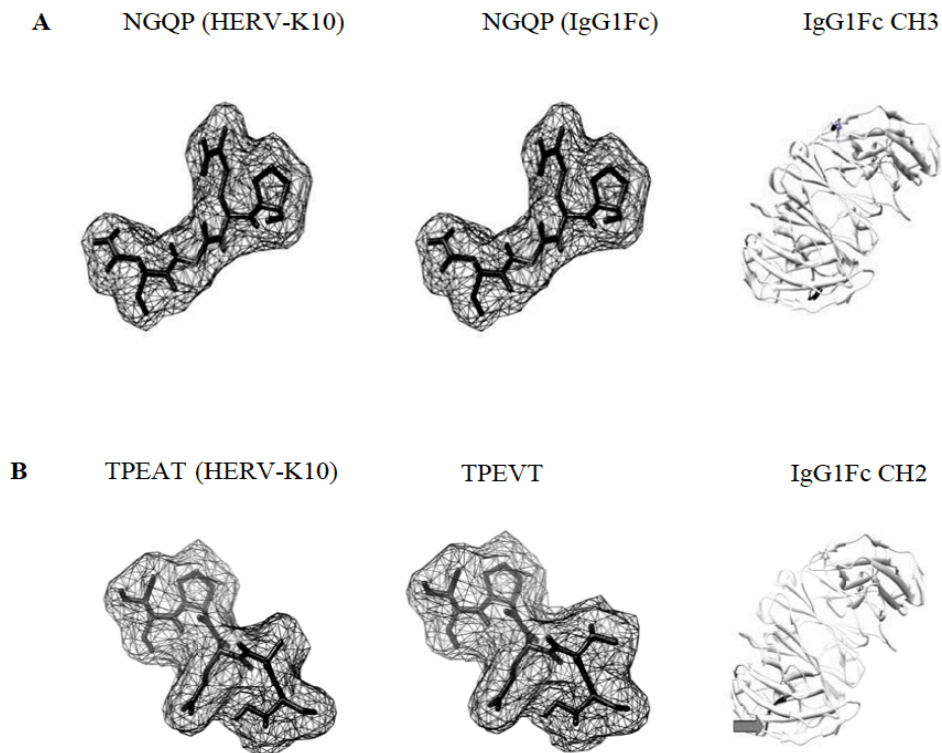 A NGQP (HERV-K10) NGQP (IgG1Fc) IgG1Fc CH3
B TPEAT (HERV-K10) TPEVT IgG1Fc CH2